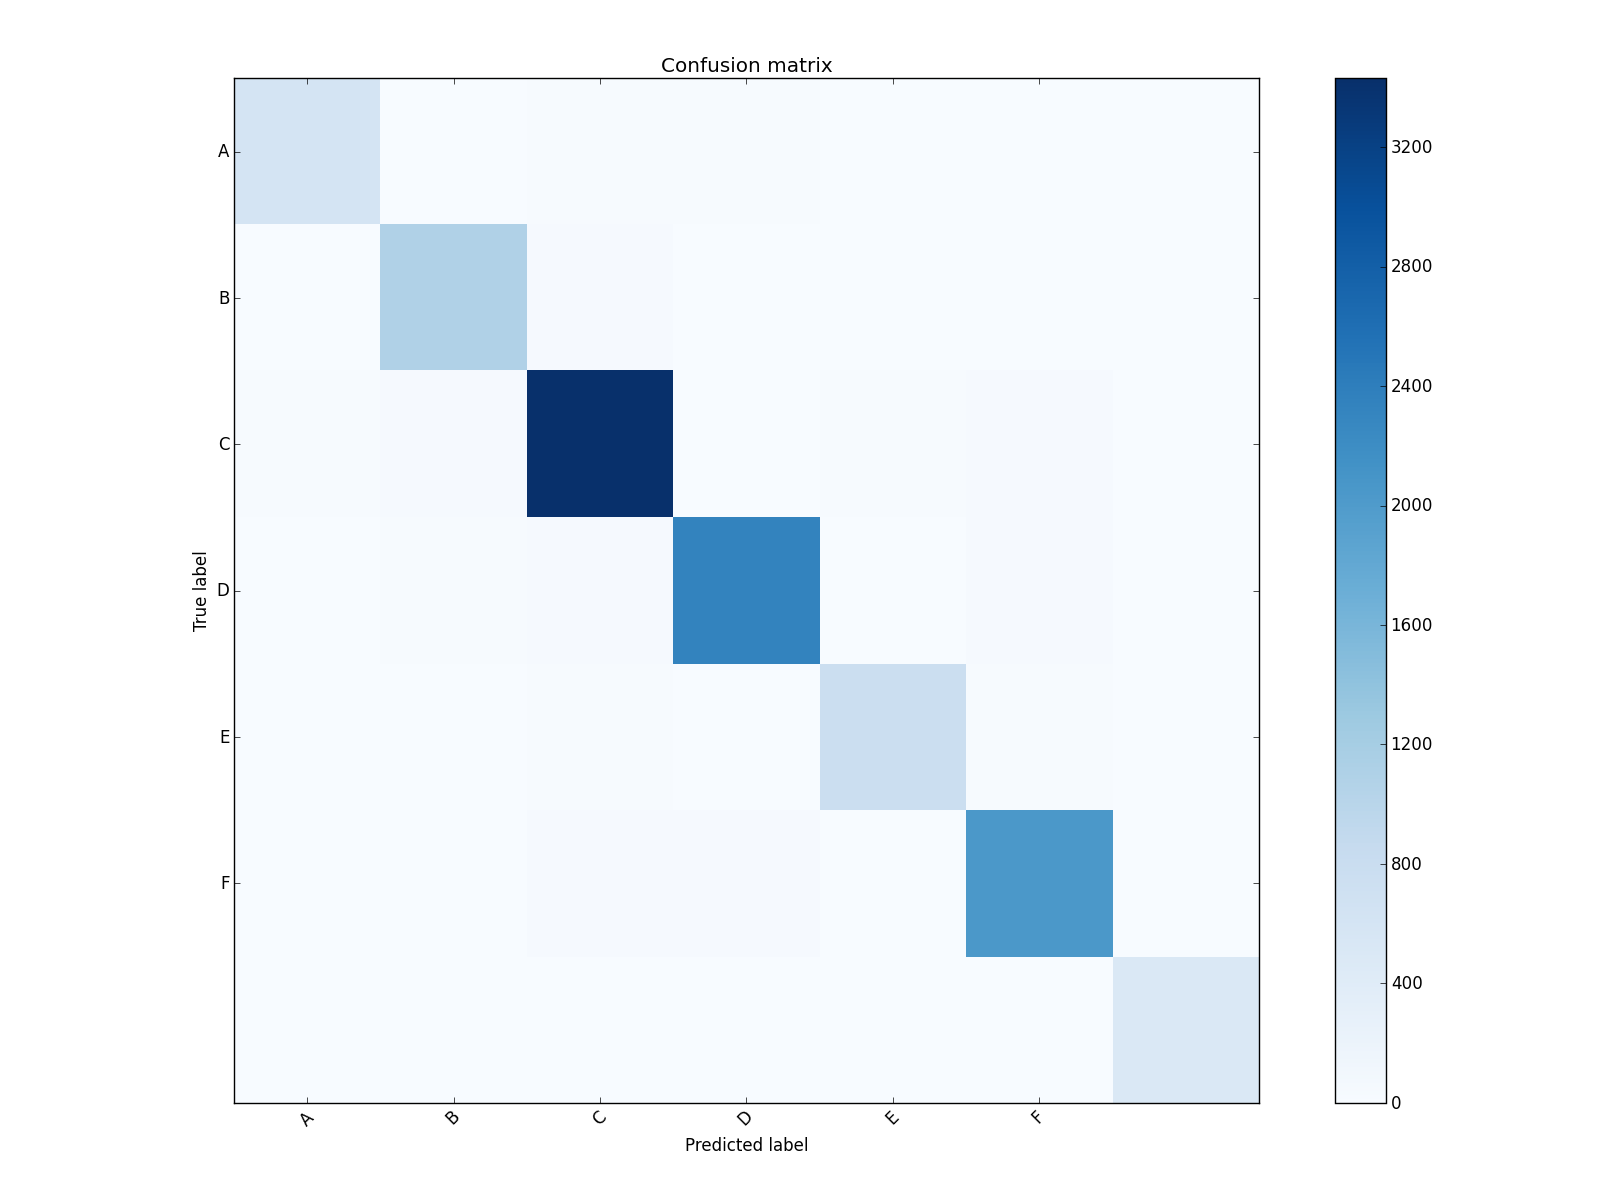 Confusion matrix
True label
A
B
C
D
E
F
A B C D E F
Predicted label
3200
2800
2400
2000
1600
1200
800
400
0